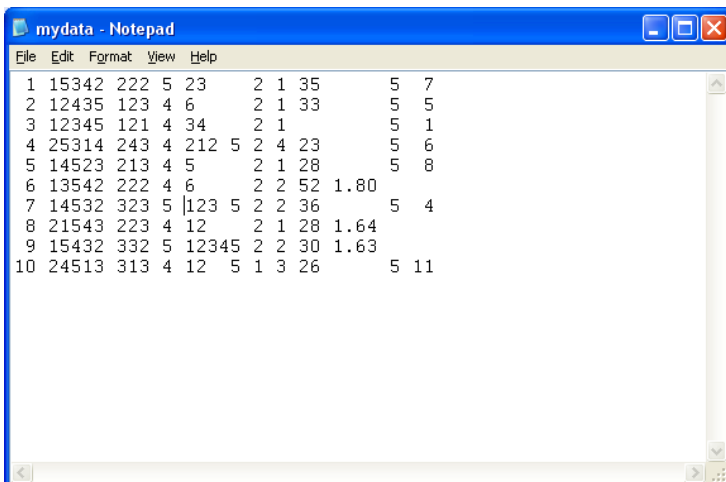 mydata - Notepad
File Edit Format View Help
 1 15342 222 5 23    2 1 35      5  7
 2 12435 123 4 6     2 1 33      5  5
 3 12345 121 4 34    2 1         5  1
 4 25314 243 4 212 5 2 4 23      5  6
 5 14523 213 4 5     2 1 28      5  8
 6 13542 222 4 6     2 2 52 1.80
 7 14532 323 5 123 5 2 2 36      5  4
 8 21543 223 4 12    2 1 28 1.64
 9 15432 332 5 12345 2 2 30 1.63
10 24513 313 4 12  5 1 3 26      5 11